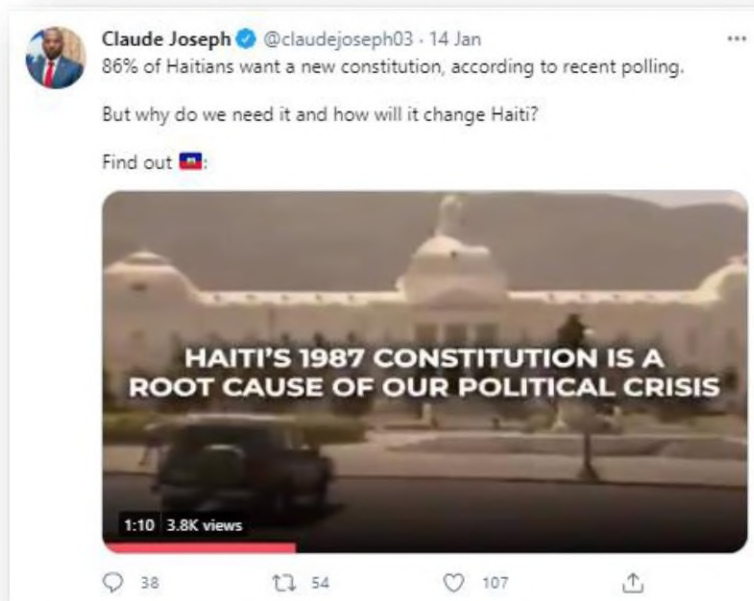 Claude Joseph @claudejoseph03 · 14 Jan
86% of Haitians want a new constitution, according to recent polling.
But why do we need it and how will it change Haiti?
Find out 🇭🇹:
HAITI'S 1987 CONSTITUTION IS A
ROOT CAUSE OF OUR POLITICAL CRISIS
1:10 3.8K views
38 54 107